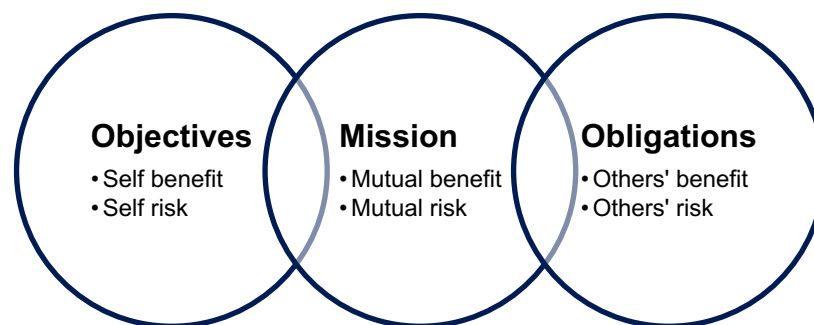 Objectives
• Self benefit
• Self risk
Mission
• Mutual benefit
• Mutual risk
Obligations
• Others' benefit
• Others' risk